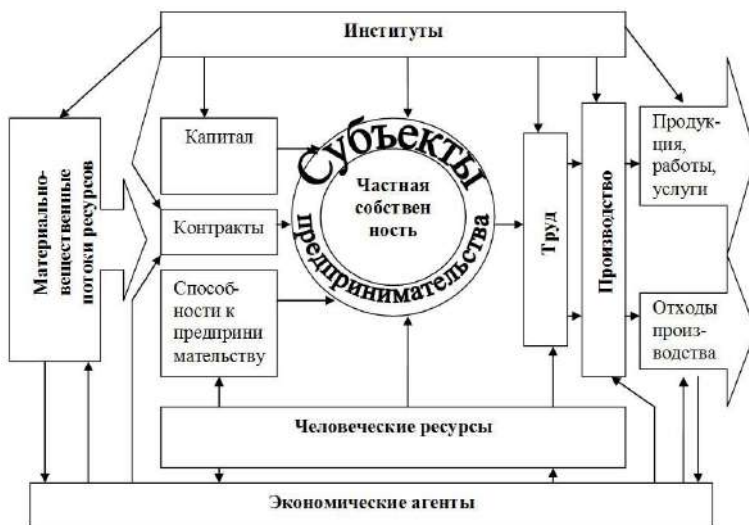 Институты
Материально-
вещественные
потоки ресурсов
Капитал
Контракты
Способ-
ности к
предприни
мательству
Субъекты
предпринимательства
Частная
собствен
ность
Труд
Производство
Продук-
ция,
работы,
услуги
Отходы
произ-
водства
Человеческие ресурсы
Экономические агенты